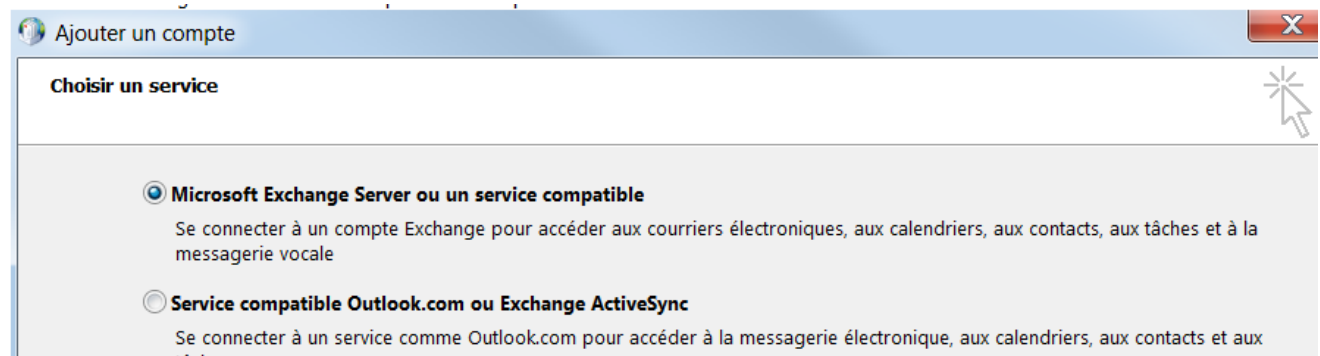 Ajouter un compte
X
Choisir un service
Microsoft Exchange Server ou un service compatible
Se connecter à un compte Exchange pour accéder aux courriers électroniques, aux calendriers, aux contacts, aux tâches et à la
messagerie vocale
Service compatible Outlook.com ou Exchange ActiveSync
Se connecter à un service comme Outlook.com pour accéder à la messagerie électronique, aux calendriers, aux contacts et aux